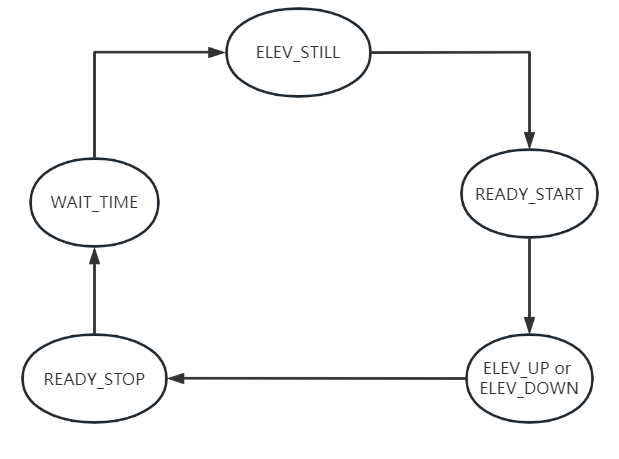 ELEV_STILL
READY_START
WAIT_TIME
ELEV_UP or
ELEV_DOWN
READY_STOP